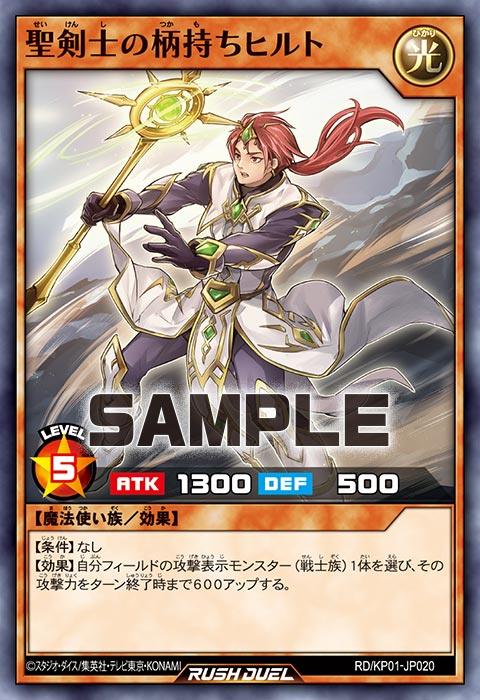 聖剣士の柄持ちヒルト
光
SAMPLE
LEVEL
5
ATK 1300 DEF 500
【魔法使い族/効果】
【条件】なし
【効果】自分フィールドの攻撃表示モンスター(戦士族)1体を選び、その
攻撃力をターン終了時まで600アップする。
©スタジオ・ダイス/集英社・テレビ東京・KONAMI
RUSH DUEL
RD/KP01-JP020